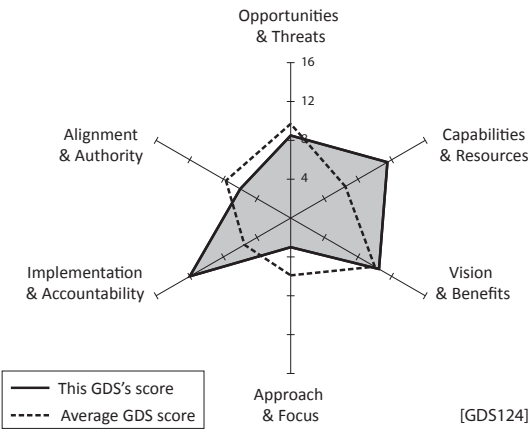 Opportunities
& Threats
16
12
8
4
Alignment
& Authority
Capabilities
& Resources
Implementation
& Accountability
Vision
& Benefits
Approach
& Focus
This GDS's score
Average GDS score
[GDS124]